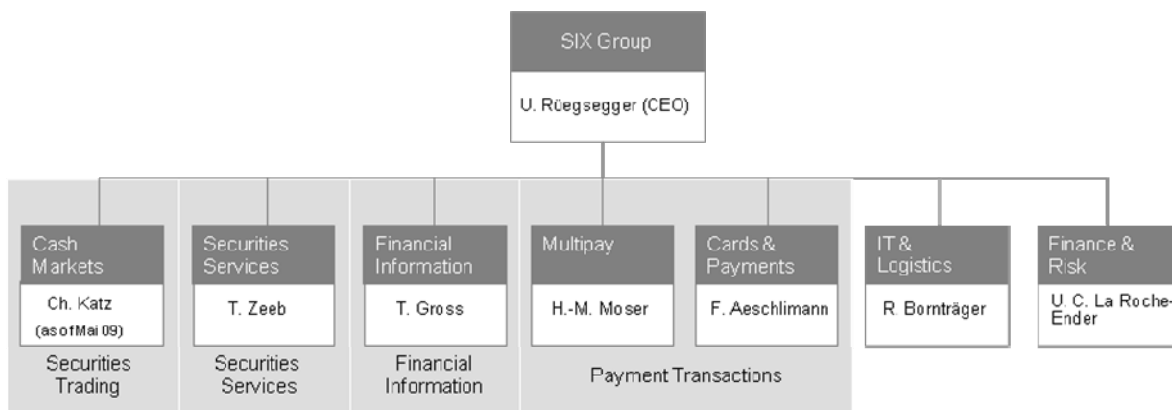 SIX Group
U. Rüegsegger (CEO)
Cash
Markets
Ch. Katz
(as of Mai 09)
Securities
Trading
Securities
Services
T. Zeeb
Securities
Services
Financial
Information
T. Gross
Financial
Information
Multipay
H.-M. Moser
Cards &
Payments
F. Aeschlimann
Payment Transactions
IT &
Logistics
R. Bornträger
Finance &
Risk
U. C. La Roche-
Ender